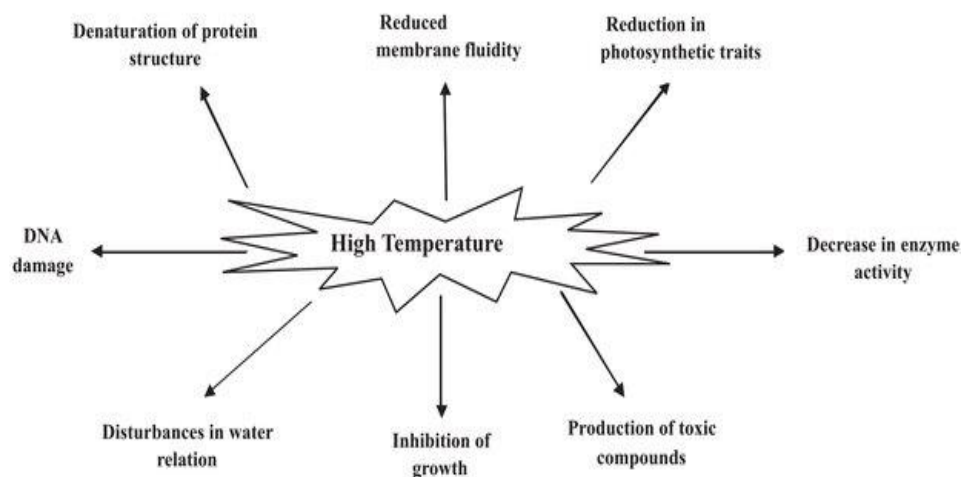 Denaturation of protein
structure
Reduced
membrane fluidity
Reduction in
photosynthetic traits
DNA
damage
High Temperature
Decrease in enzyme
activity
Disturbances in water
relation
Inhibition of
growth
Production of toxic
compounds